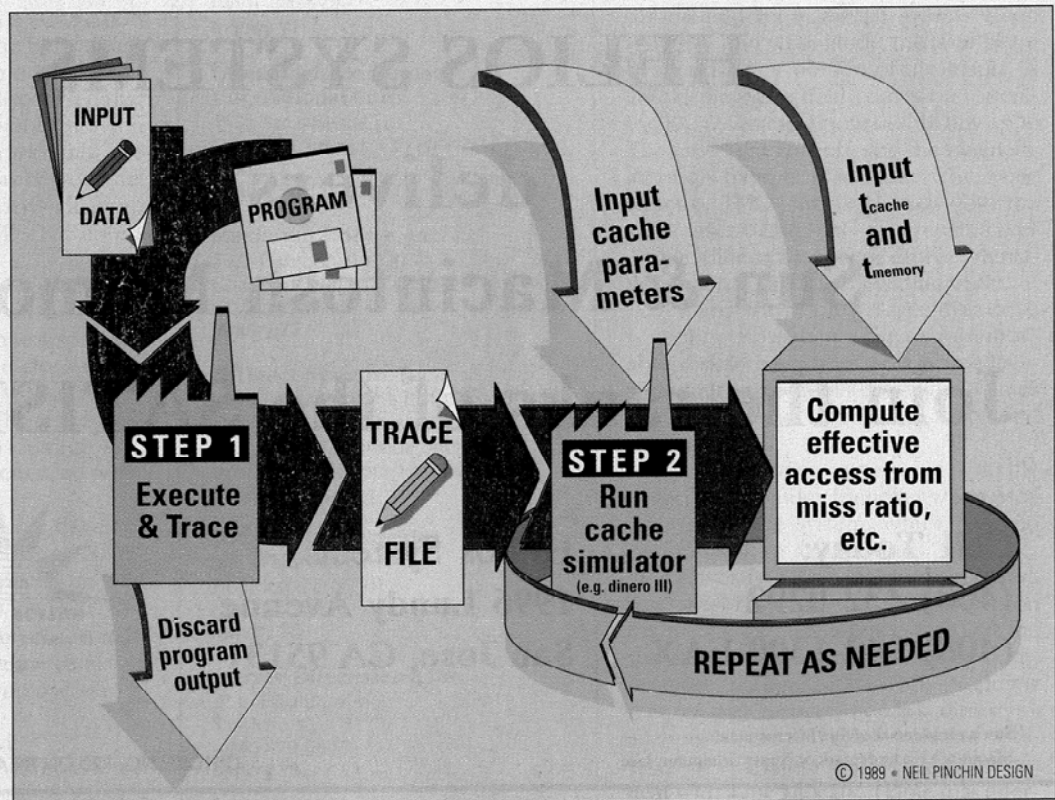 INPUT
DATA
PROGRAM
Input
cache
para-
meters
Input
tcache
and
tmemory
STEP 1
Execute
& Trace
TRACE
FILE
STEP 2
Run
cache
simulator
(e.g. dinero III)
Compute
effective
access from
miss ratio,
etc.
Discard
program
output
REPEAT AS NEEDED
© 1989 • NEIL PINCHIN DESIGN